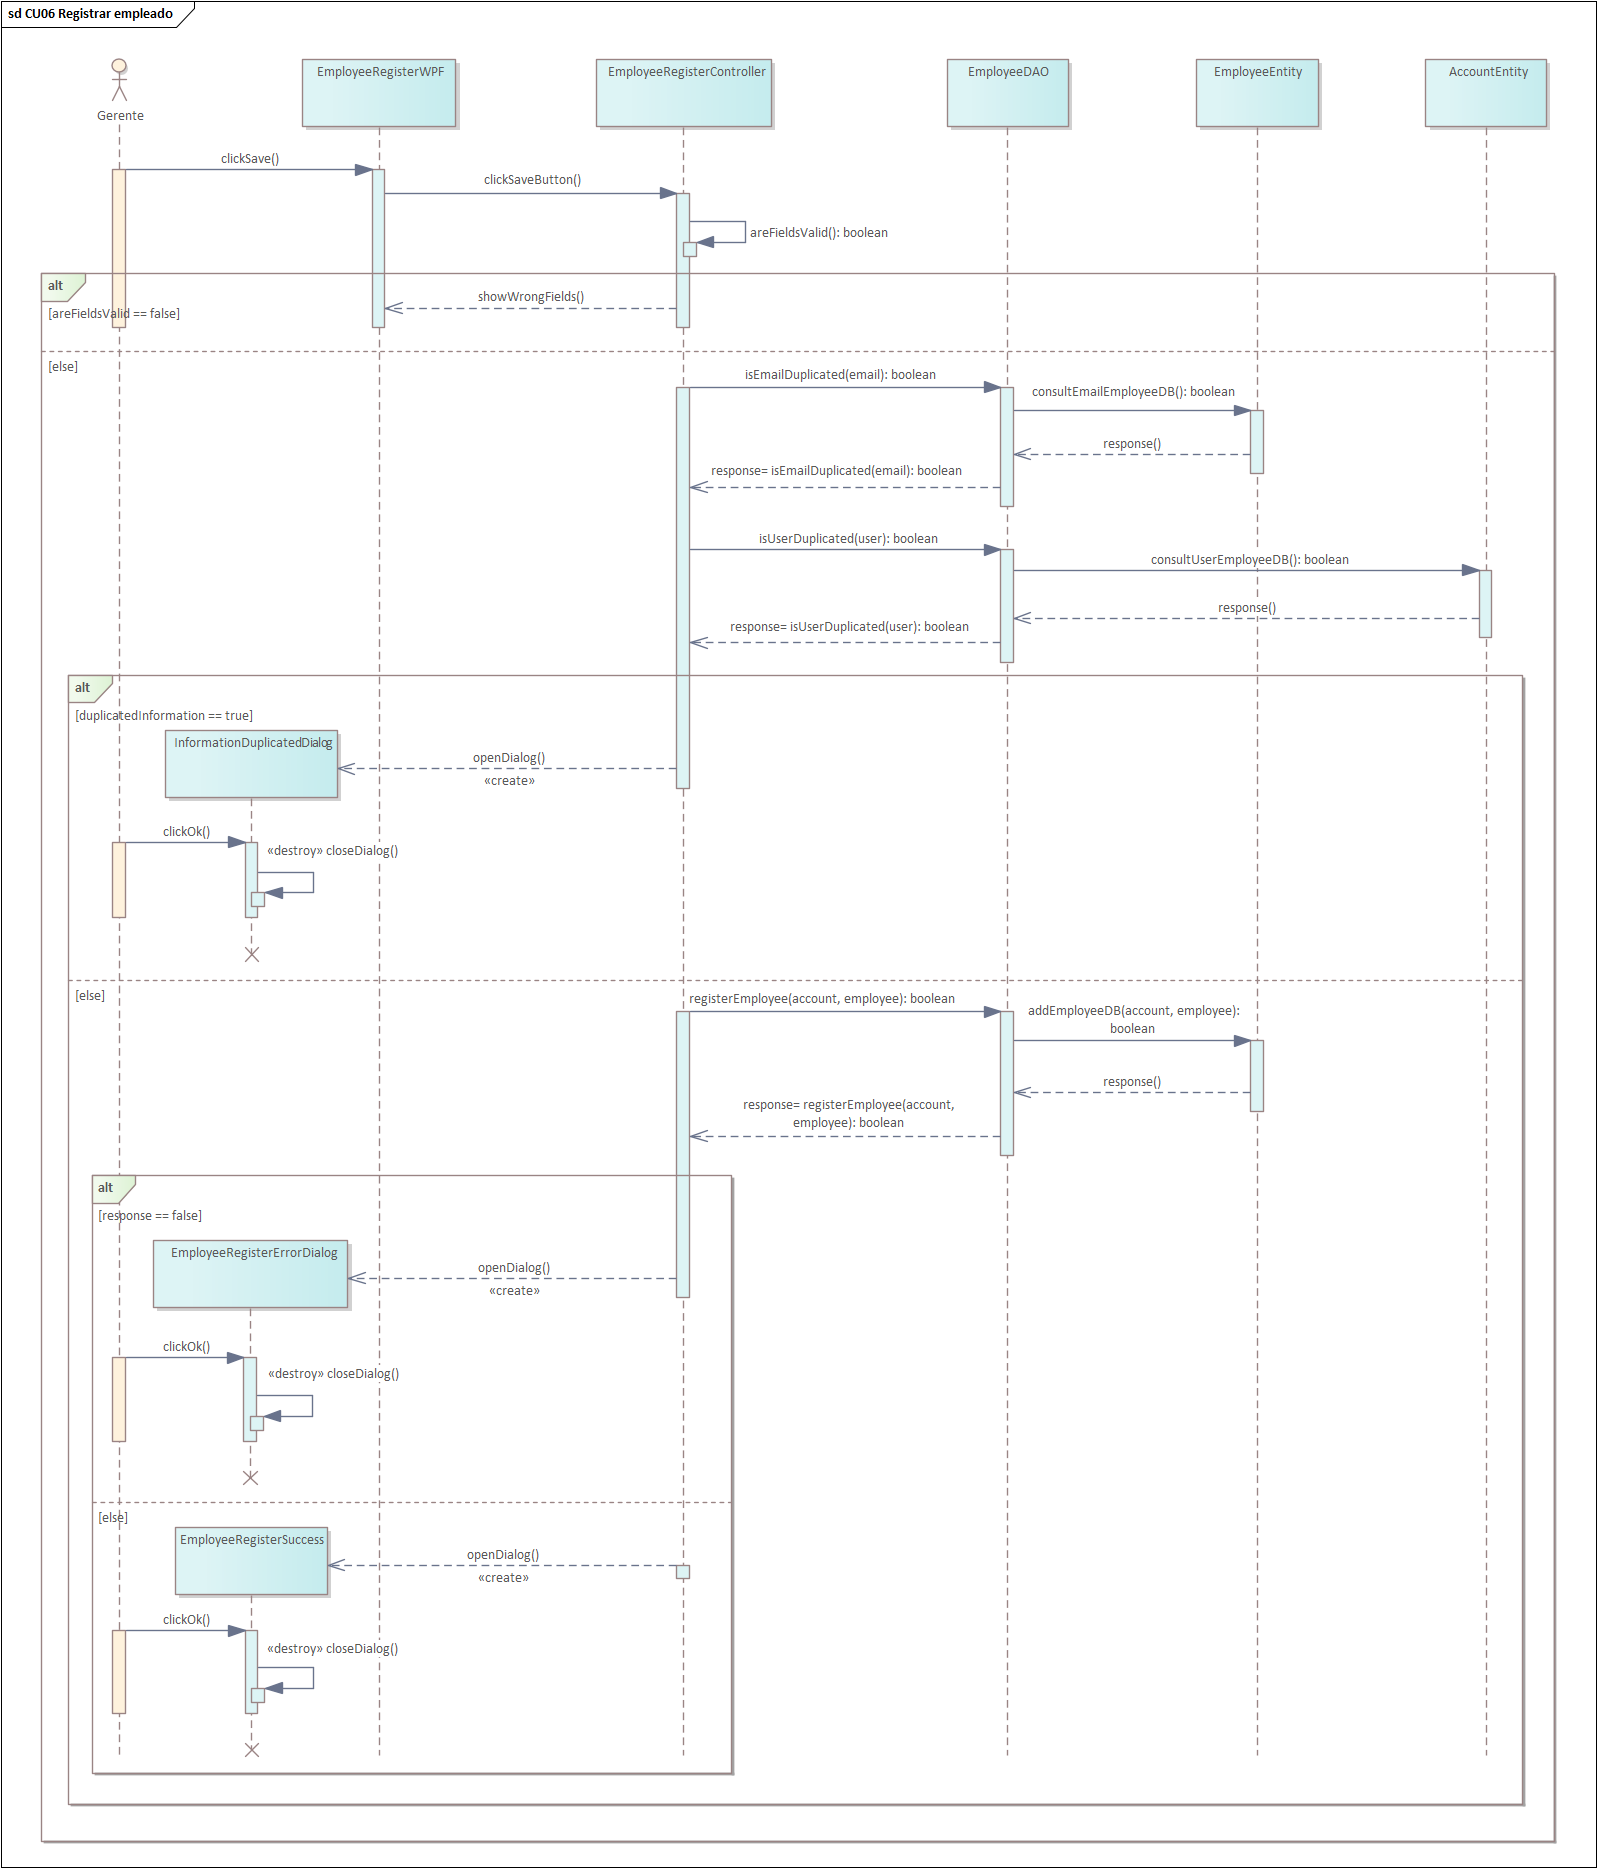 sd CU06 Registrar empleado
Gerente
EmployeeRegisterWPF
EmployeeRegisterController
EmployeeDAO
EmployeeEntity
AccountEntity
clickSave()
clickSaveButton()
areFieldsValid(): boolean
alt
[areFieldsValid == false]
showWrongFields()
[else]
isEmailDuplicated(email): boolean
consultEmailEmployeeDB(): boolean
response()
response= isEmailDuplicated(email): boolean
isUserDuplicated(user): boolean
consultUserEmployeeDB(): boolean
response()
response= isUserDuplicated(user): boolean
alt
[duplicatedInformation == true]
InformationDuplicatedDialog
openDialog()
«create»
clickOk()
«destroy» closeDialog()
[else]
registerEmployee(account, employee): boolean
addEmployeeDB(account, employee):
boolean
response()
response= registerEmployee(account,
employee): boolean
alt
[response == false]
EmployeeRegisterErrorDialog
openDialog()
«create»
clickOk()
«destroy» closeDialog()
[else]
EmployeeRegisterSuccess
openDialog()
«create»
clickOk()
«destroy» closeDialog()